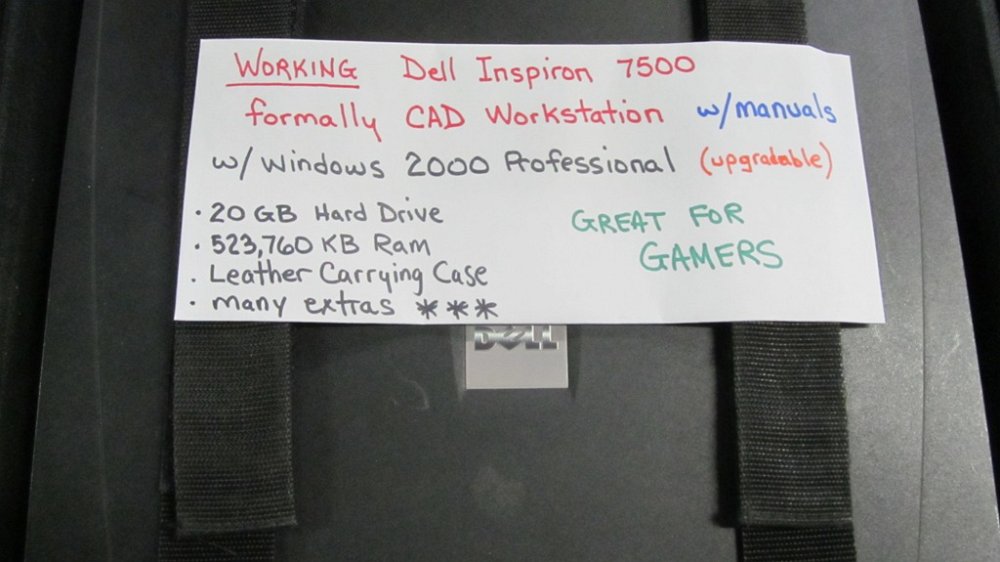 WORKING Dell Inspiron 7500
formally CAD Workstation w/manuals
w/ Windows 2000 Professional (upgradable)
• 20 GB Hard Drive
• 523,760 KB Ram
• Leather Carrying Case
• many extras ***
GREAT FOR
GAMERS
DELL